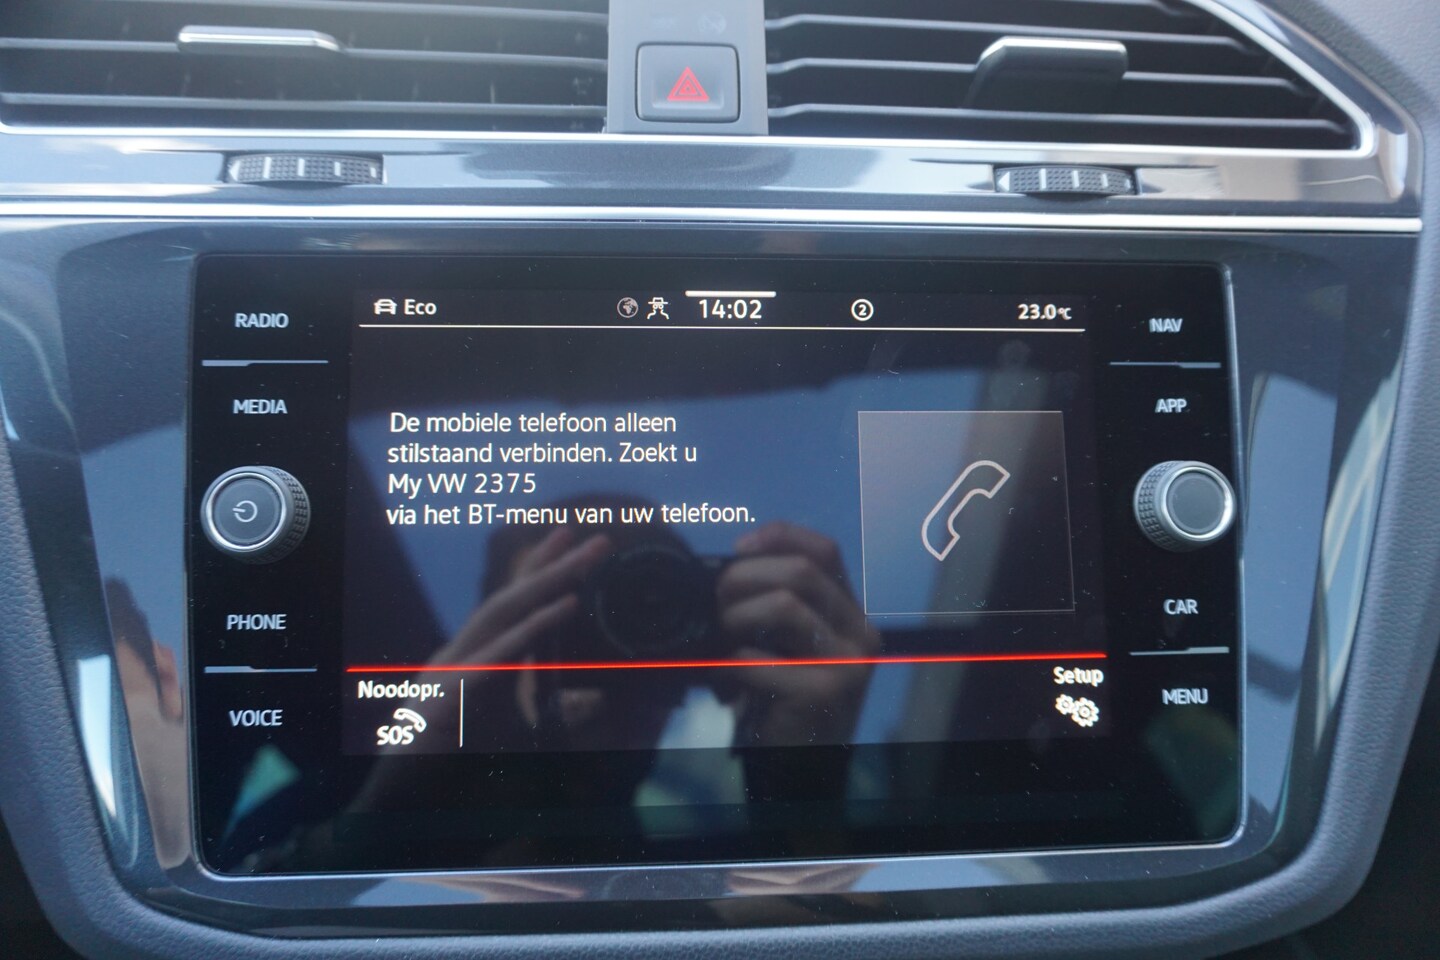 RADIO
MEDIA
PHONE
VOICE
Eco
14:02
2
23.0°C
De mobiele telefoon alleen
stilstaand verbinden. Zoekt u
My VW 2375
via het BT-menu van uw telefoon.
Noodopr.
SOS
Setup
NAV
APP
CAR
MENU